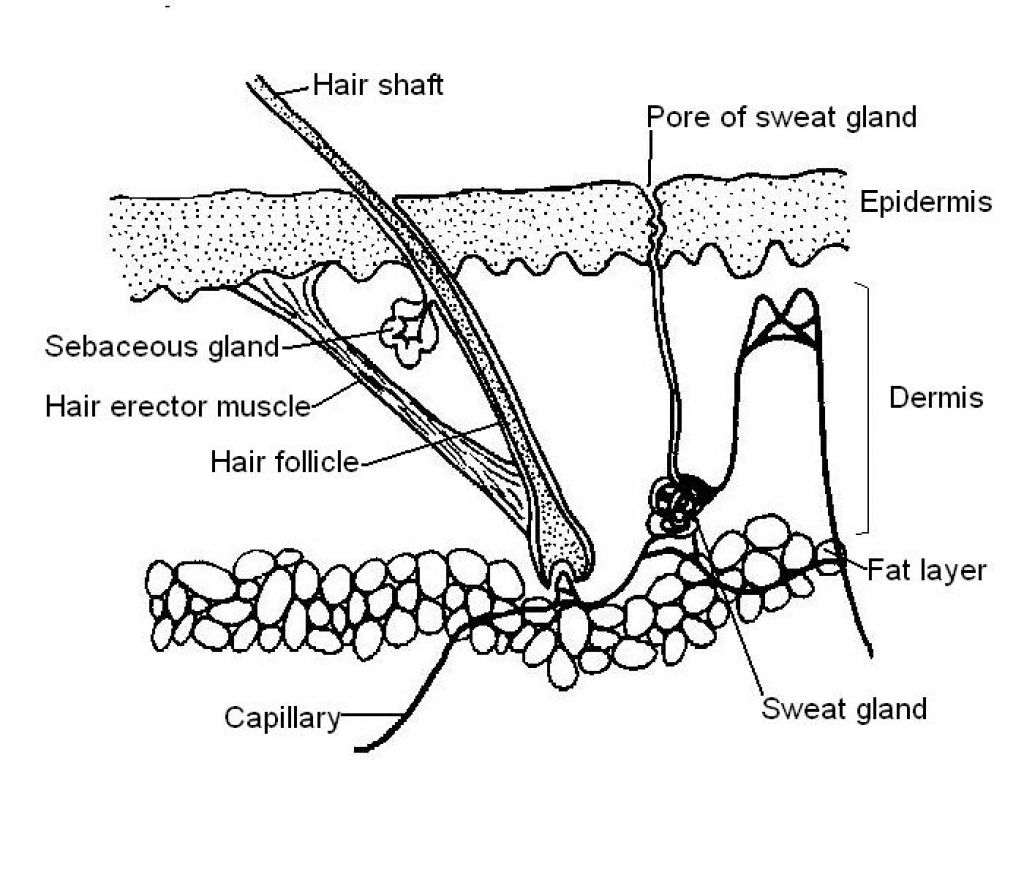 Hair shaft
Pore of sweat gland
Epidermis
Sebaceous gland
Hair erector muscle
Dermis
Hair follicle
Fat layer
Sweat gland
Capillary